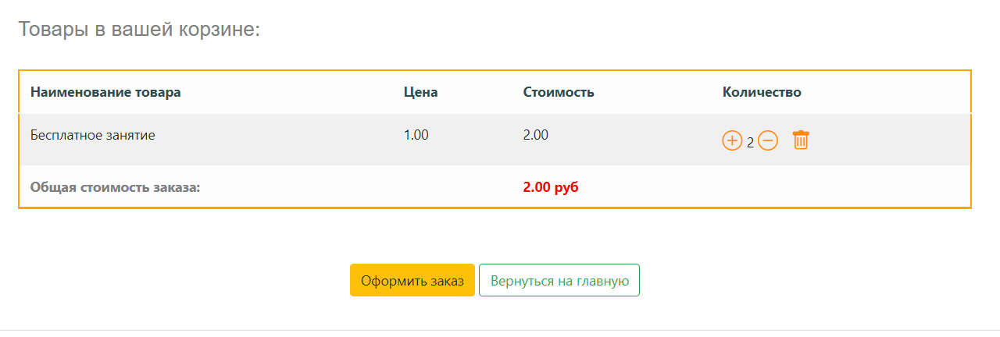 Товары в вашей корзине:
Наименование товара Цена Стоимость Количество
Бесплатное занятие 1.00 2.00 2
Общая стоимость заказа: 2.00 руб
Оформить заказ Вернуться на главную